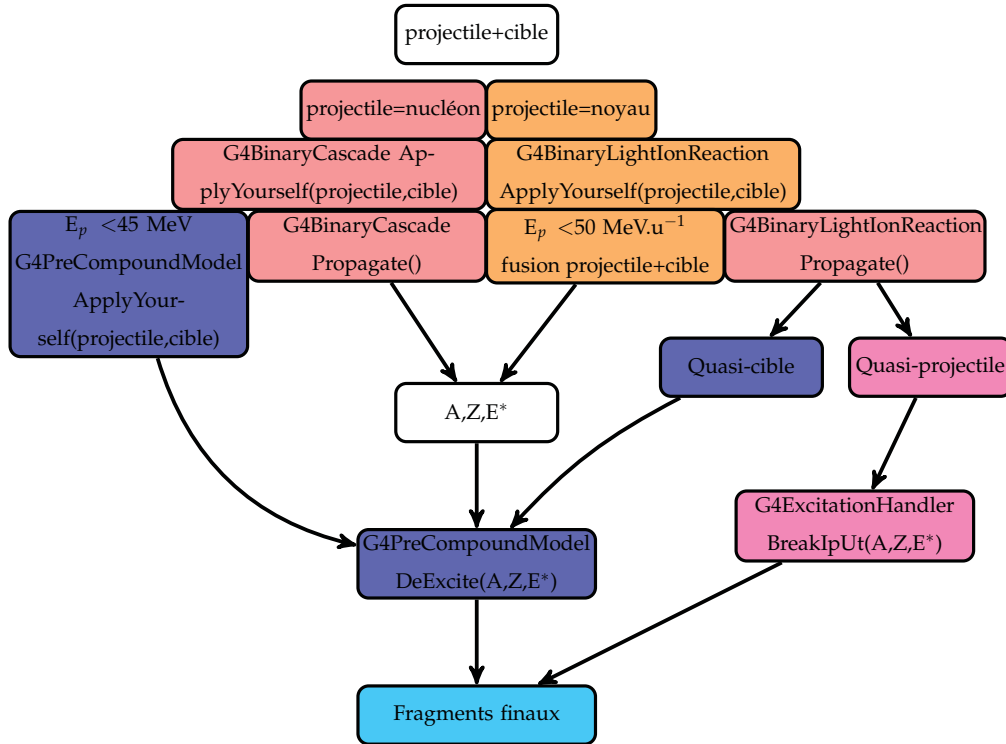 projectile+cible
projectile=nucléon
projectile=noyau
G4BinaryCascade Ap-
plyYourself(projectile,cible)
G4BinaryLightIonReaction
ApplyYourself(projectile,cible)
E_p <45 MeV
G4PreCompoundModel
ApplyYour-
self(projectile,cible)
G4BinaryCascade
Propagate()
E_p <50 MeV.u⁻¹
fusion projectile+cible
G4BinaryLightIonReaction
Propagate()
Quasi-cible
Quasi-projectile
A,Z,E*
G4ExcitationHandler
BreakIpUt(A,Z,E*)
G4PreCompoundModel
DeExcite(A,Z,E*)
Fragments finaux